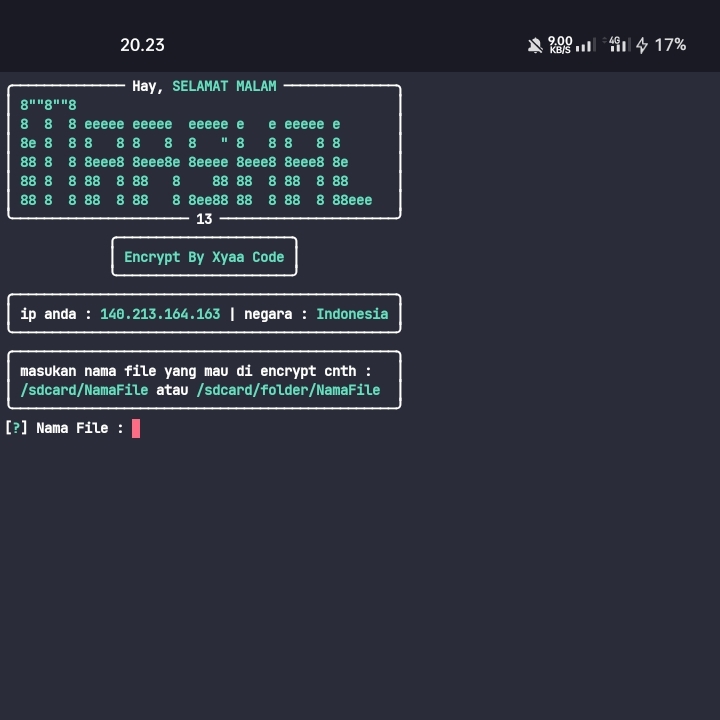 20.23 9.00 KB/S 4G 17%
Hay, SELAMAT MALAM
8""8""8
8  8  8 eeeee eeeee  eeeee e   e eeeee e
8e 8  8 8   8 8   8  8   " 8   8 8   8 8
88 8  8 8eee8 8eee8e 8eeee 8eee8 8eee8 8e
88 8  8 88  8 88   8    88 88  8 88  8 88
88 8  8 88  8 88   8 8ee88 88  8 88  8 88eee
13
Encrypt By Xyaa Code
ip anda : 140.213.164.163 | negara : Indonesia
masukan nama file yang mau di encrypt cnth :
/sdcard/NamaFile atau /sdcard/folder/NamaFile
[?] Nama File :